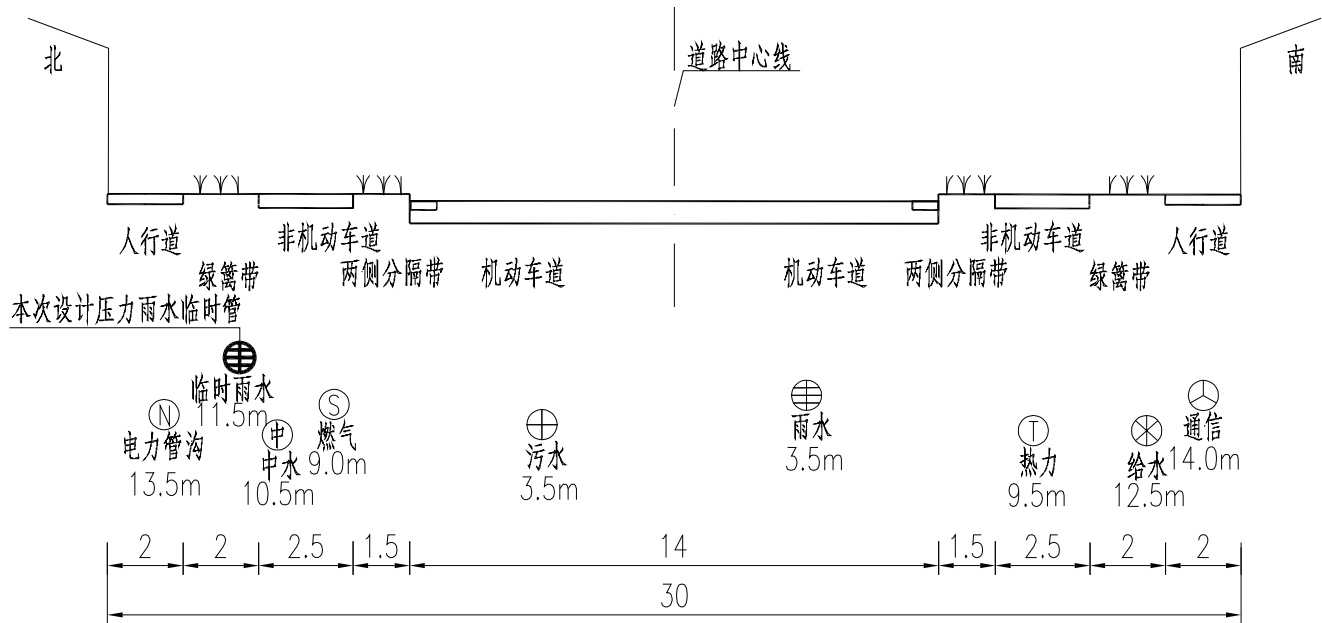 北
道路中心线
南
人行道
绿篱带
非机动车道
两侧分隔带
机动车道
机动车道
两侧分隔带
非机动车道
绿篱带
人行道
本次设计压力雨水临时管
临时雨水
11.5m
N
电力管沟
13.5m
中
中水
10.5m
S
燃气
9.0m
污水
3.5m
雨水
3.5m
T
热力
9.5m
给水
12.5m
通信
14.0m
2 2 2.5 1.5 14 1.5 2.5 2 2
30